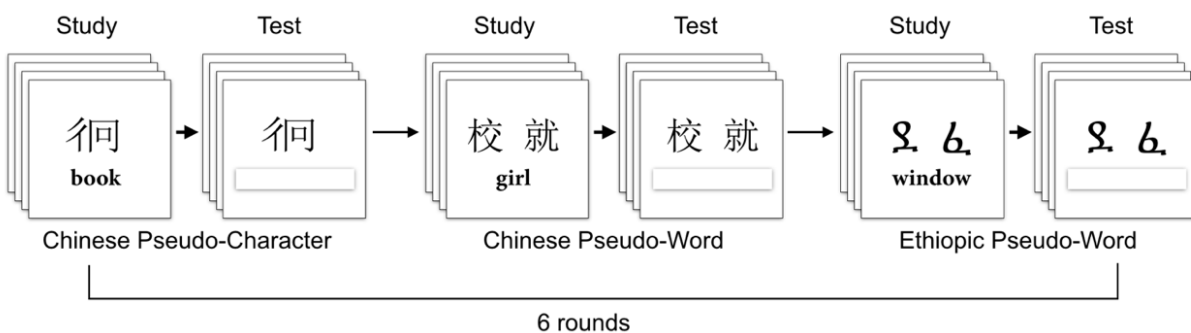 Study Test Study Test Study Test
校 就 校 就 ፊ ፊ
book girl window
Chinese Pseudo-Character Chinese Pseudo-Word Ethiopic Pseudo-Word
6 rounds